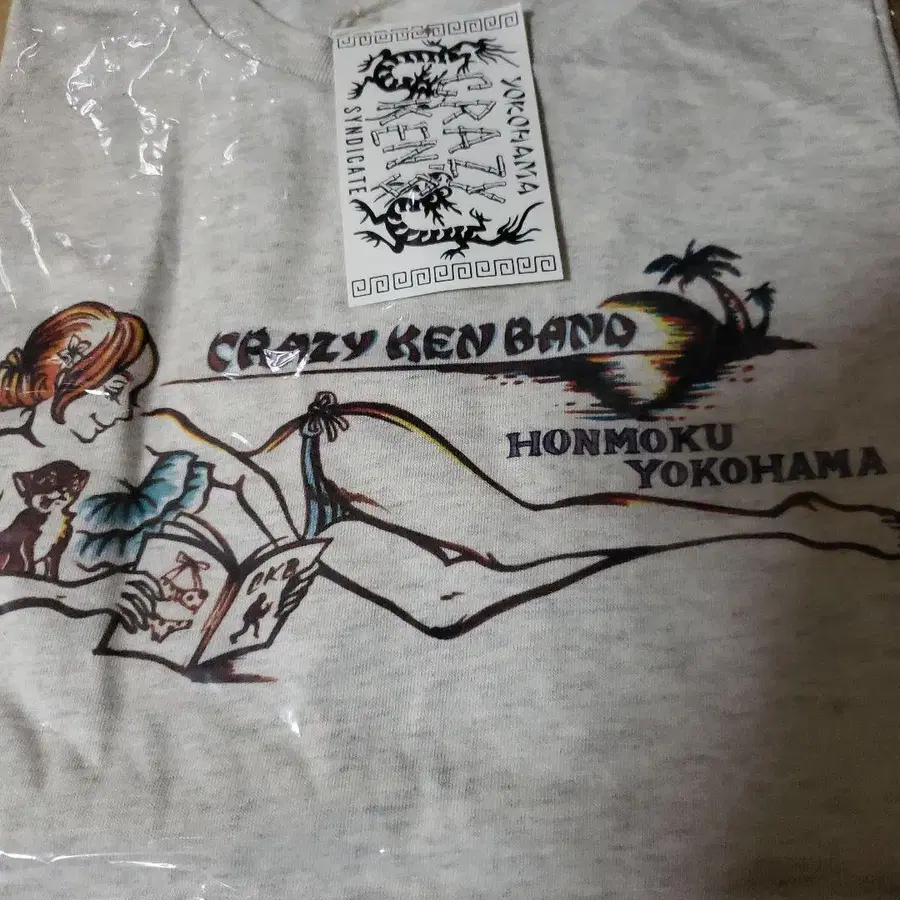 YOKOHAMA
CRAZY
KEN'S
SYNDICATE
CRAZY KEN BAND
HONMOKU
YOKOHAMA
CKB